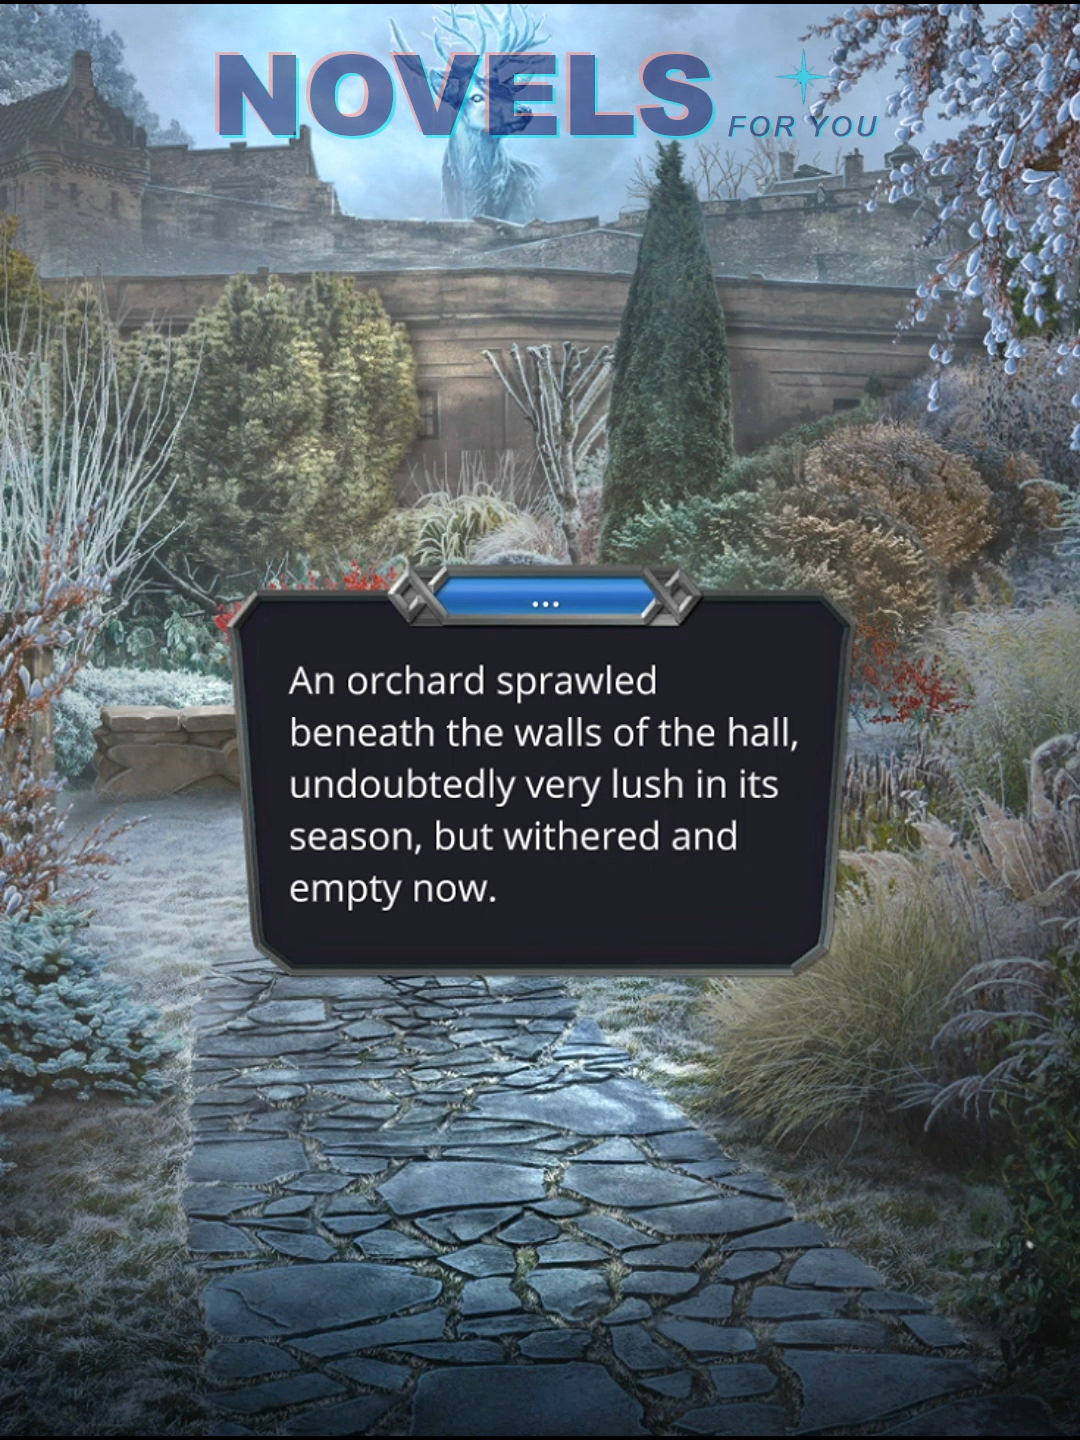 NOVELS FOR YOU
...
An orchard sprawled
beneath the walls of the hall,
undoubtedly very lush in its
season, but withered and
empty now.